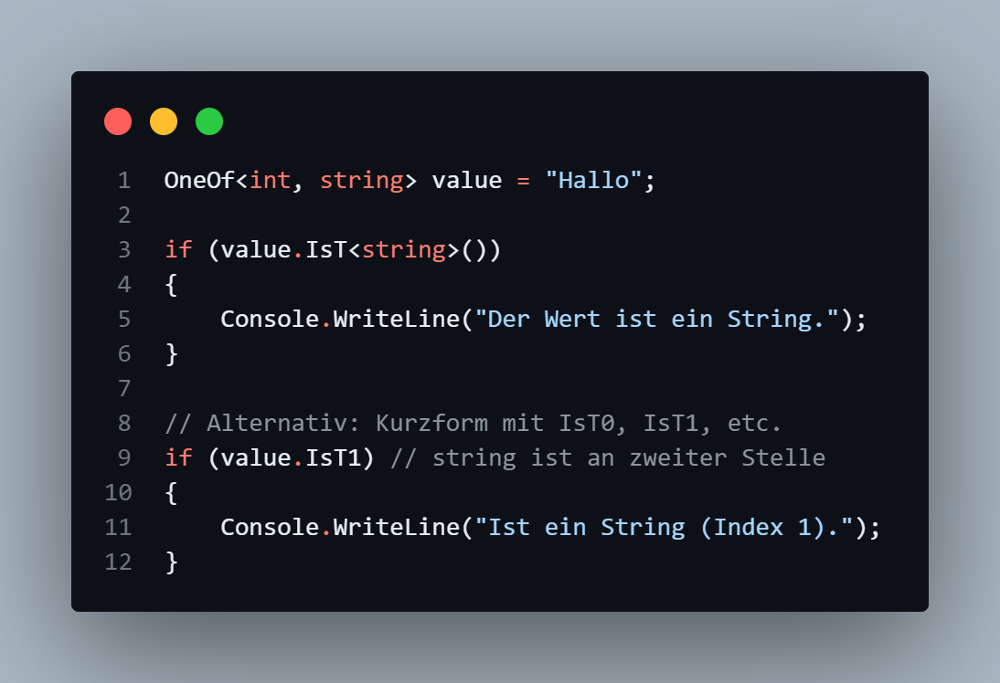 1 OneOf<int, string> value = "Hallo";
2
3 if (value.IsT<string>())
4 {
5     Console.WriteLine("Der Wert ist ein String.");
6 }
7
8 // Alternativ: Kurzform mit IsT0, IsT1, etc.
9 if (value.IsT1) // string ist an zweiter Stelle
10 {
11     Console.WriteLine("Ist ein String (Index 1).");
12 }